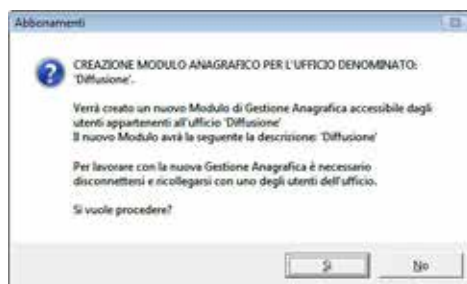 Abbonamenti
CREAZIONE MODULO ANAGRAFICO PER L'UFFICIO DENOMINATO:
'Diffusione'.
Verrà creato un nuovo Modulo di Gestione Anagrafica accessibile dagli
utenti appartenenti all'ufficio 'Diffusione'
Il nuovo Modulo avrà la seguente la descrizione: 'Diffusione'
Per lavorare con la nuova Gestione Anagrafica è necessario
disconnettersi e ricollegarsi con uno degli utenti dell'ufficio.
Si vuole procedere?
Sì
No